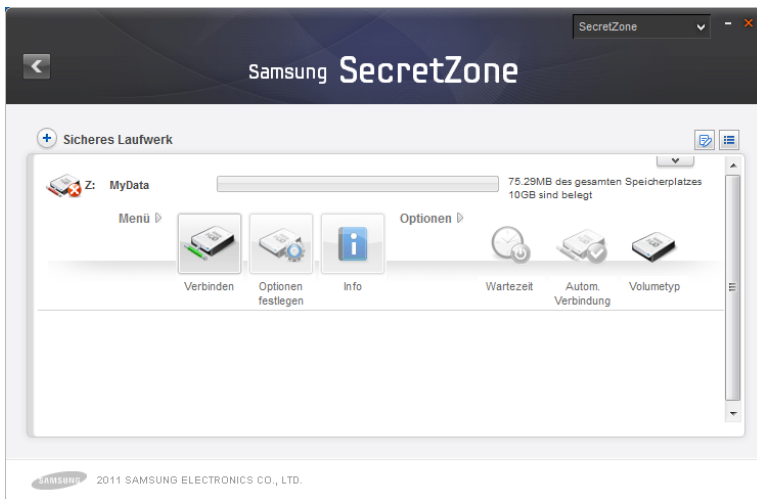 SecretZone
Samsung SecretZone
Sicheres Laufwerk
Z: MyData
75.29MB des gesamten Speicherplatzes
10GB sind belegt
Menü
Optionen
Verbinden
Optionen
festlegen
Info
Wartezeit
Autom.
Verbindung
Volumetyp
SAMSUNG 2011 SAMSUNG ELECTRONICS CO., LTD.